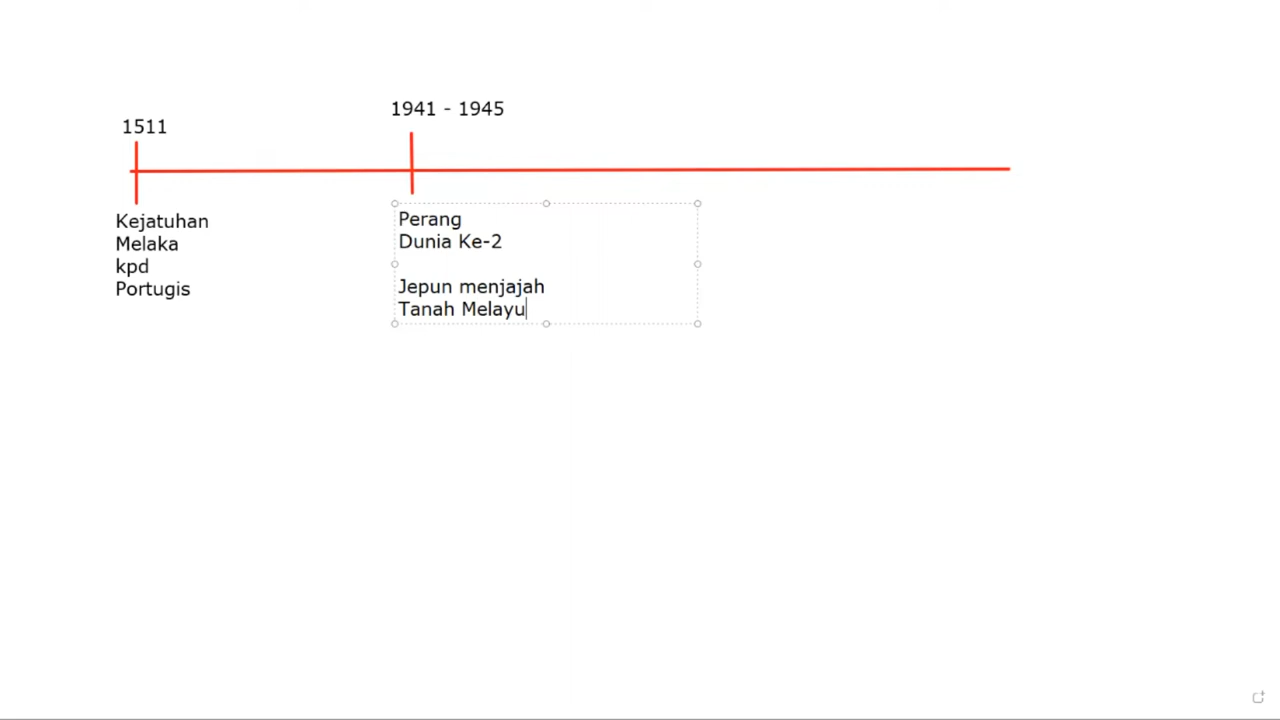 1511
Kejatuhan
Melaka
kpd
Portugis
1941 - 1945
Perang
Dunia Ke-2
Jepun menjajah
Tanah Melayu